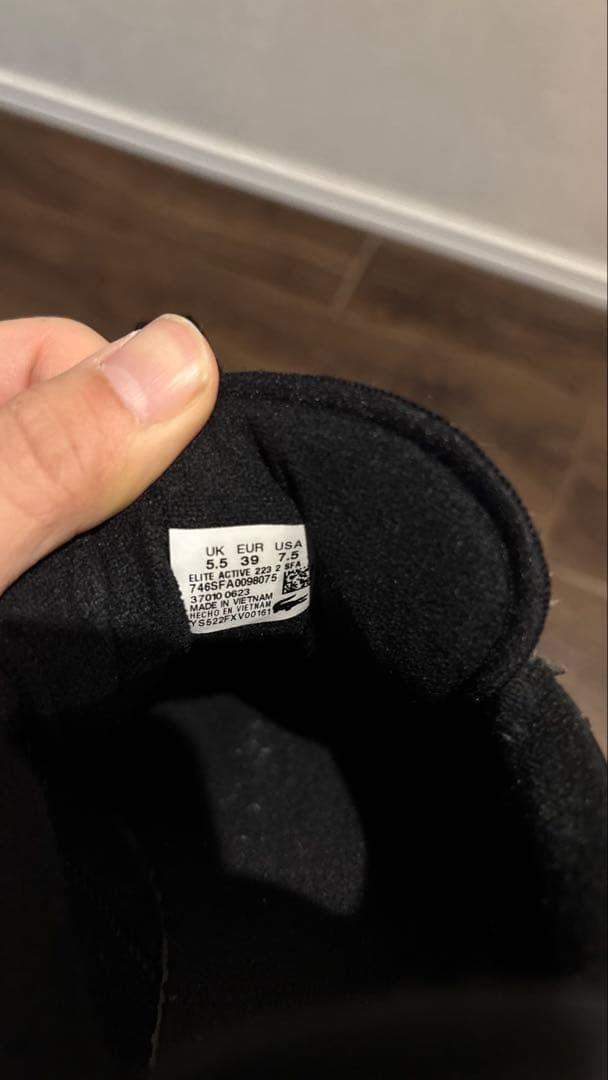 UK EUR USA
5.5 39 7.5
ELITE ACTIVE 223 2 SFA
746SFA0098075
37010 0623
MADE IN VIETNAM
HECHO EN VIETNAM
YS522FXV00161